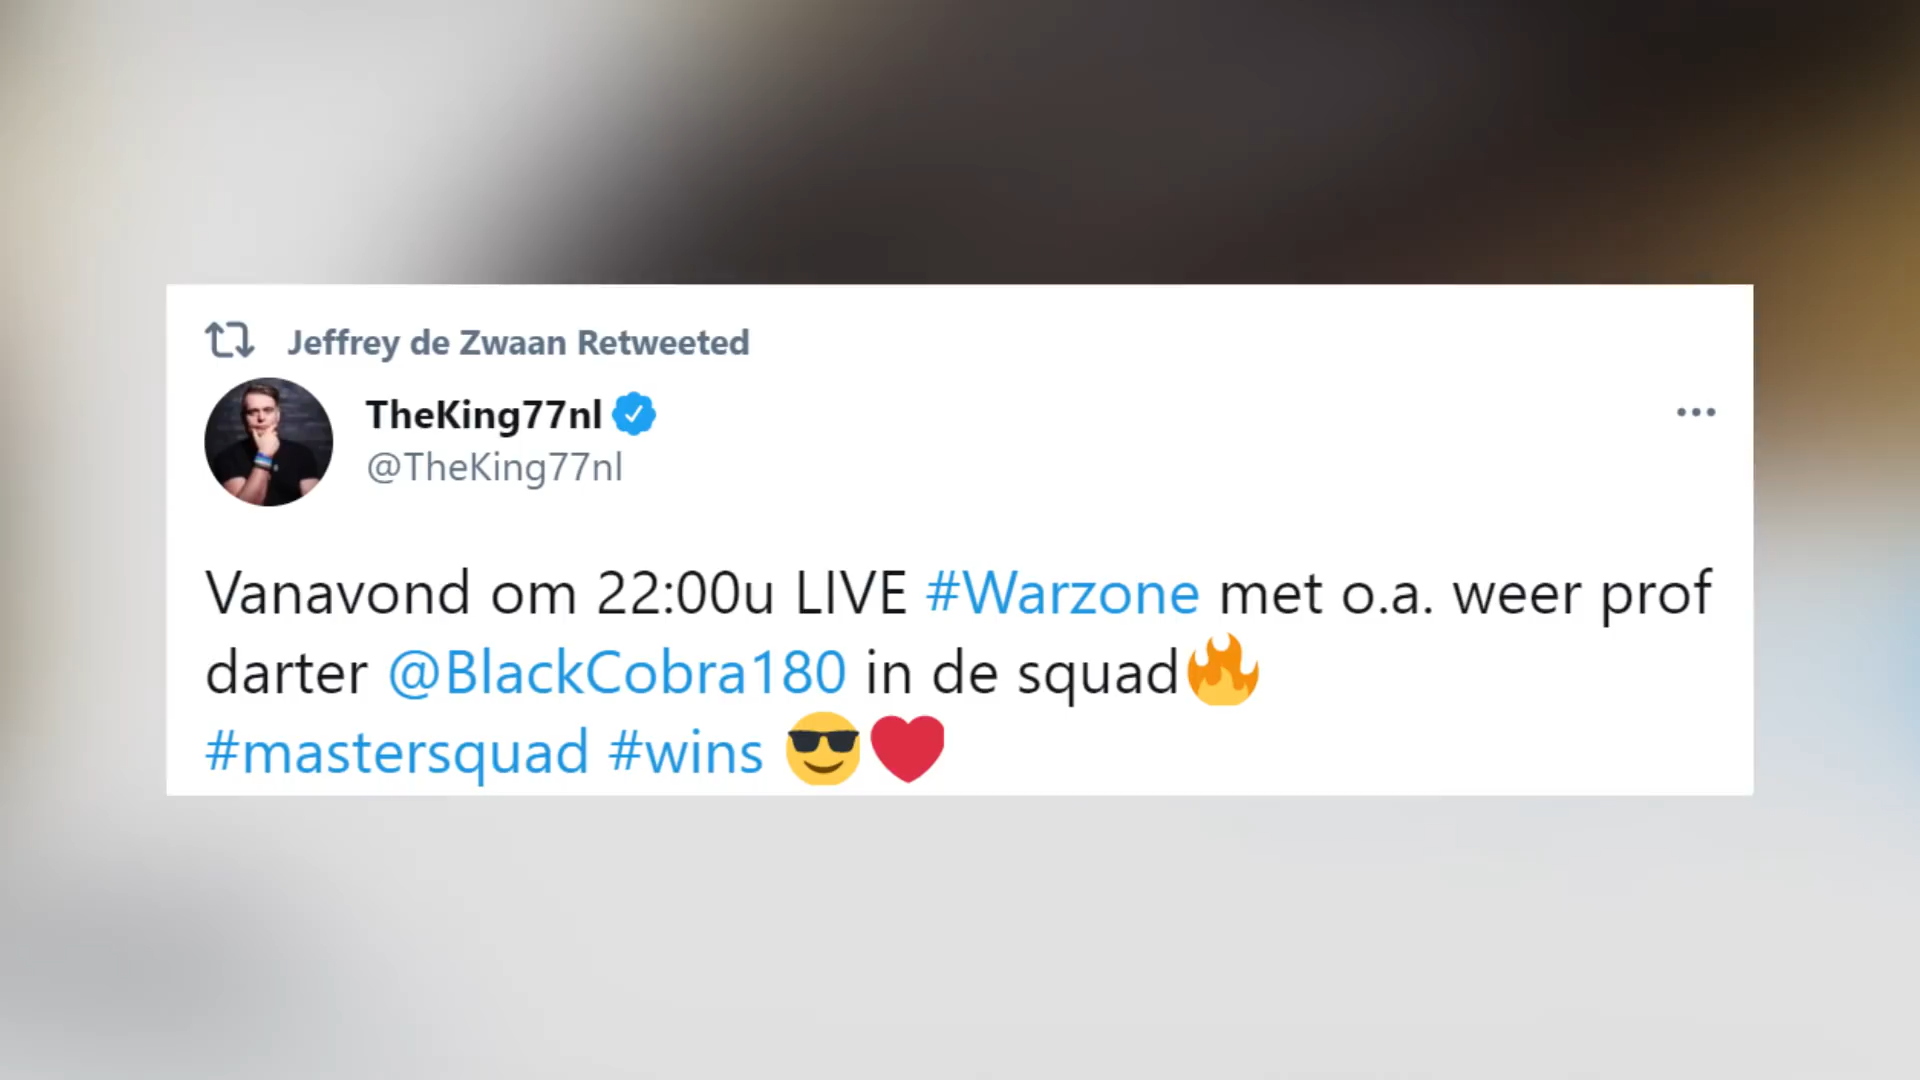 Jeffrey de Zwaan Retweeted
TheKing77nl
@TheKing77nl
Vanavond om 22:00u LIVE #Warzone met o.a. weer prof
darter @BlackCobra180 in de squad🔥
#mastersquad #wins 😎❤️